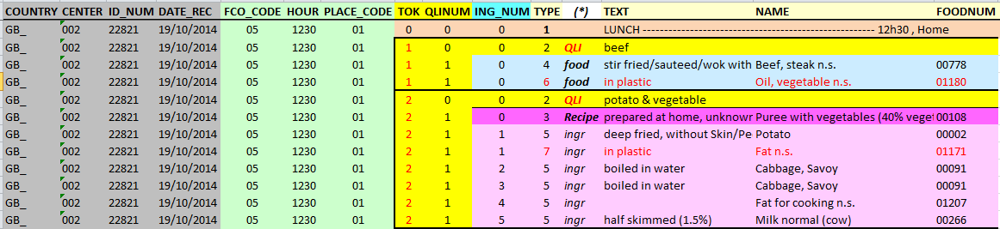 COUNTRY CENTER ID_NUM DATE_REC FCO_CODE HOUR PLACE_CODE TOK QLINUM ING_NUM TYPE (*) TEXT NAME FOODNUM
GB_ 002 22821 19/10/2014 05 1230 01 0 0 0 1 LUNCH ---------------------------------------------------- 12h30 , Home
GB_ 002 22821 19/10/2014 05 1230 01 1 0 0 2 QLI beef
GB_ 002 22821 19/10/2014 05 1230 01 1 1 0 4 food stir fried/sauteed/wok with Beef, steak n.s. 00778
GB_ 002 22821 19/10/2014 05 1230 01 1 1 0 6 food in plastic Oil, vegetable n.s. 01180
GB_ 002 22821 19/10/2014 05 1230 01 2 0 0 2 QLI potato & vegetable
GB_ 002 22821 19/10/2014 05 1230 01 2 1 0 3 Recipe prepared at home, unknown Puree with vegetables (40% veget 00108
GB_ 002 22821 19/10/2014 05 1230 01 2 1 1 5 ingr deep fried, without Skin/Pe Potato 00002
GB_ 002 22821 19/10/2014 05 1230 01 2 1 1 7 ingr in plastic Fat n.s. 01171
GB_ 002 22821 19/10/2014 05 1230 01 2 1 2 5 ingr boiled in water Cabbage, Savoy 00091
GB_ 002 22821 19/10/2014 05 1230 01 2 1 3 5 ingr boiled in water Cabbage, Savoy 00091
GB_ 002 22821 19/10/2014 05 1230 01 2 1 4 5 ingr Fat for cooking n.s. 01207
GB_ 002 22821 19/10/2014 05 1230 01 2 1 5 5 ingr half skimmed (1.5%) Milk normal (cow) 00266